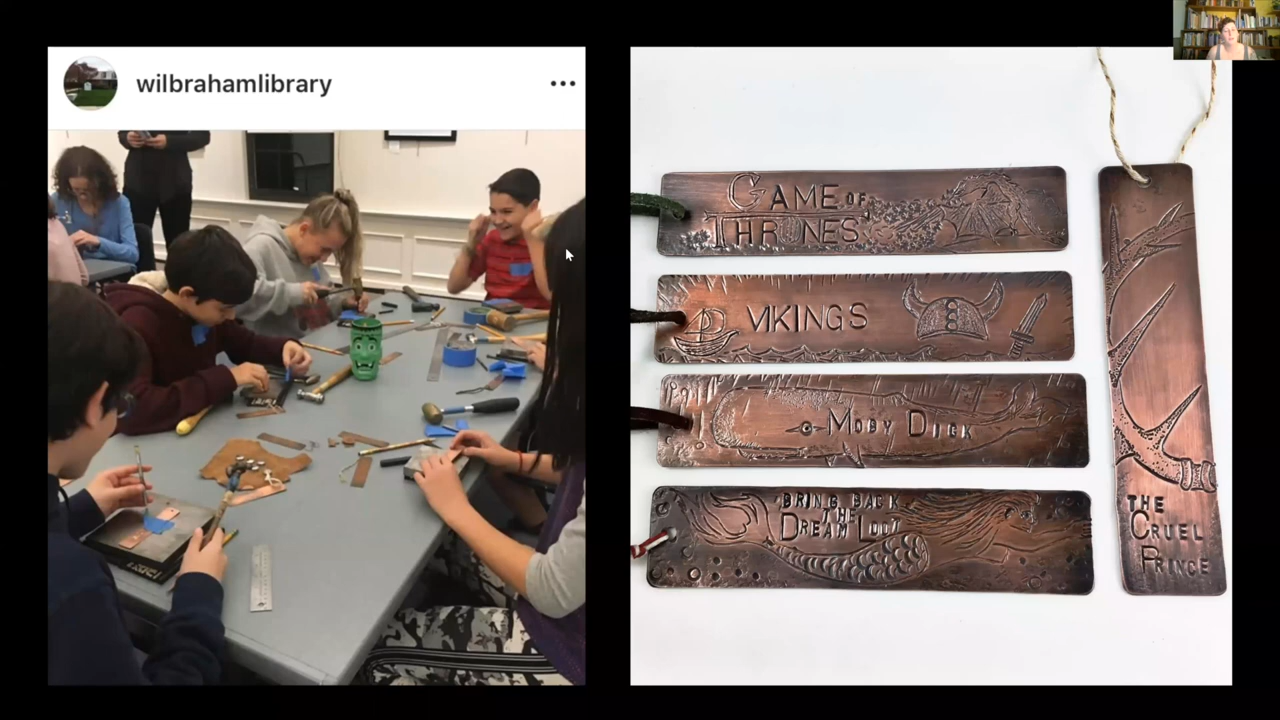 wilbrahamlibrary
GAME OF
THRONES
VIKINGS
MOBY DICK
BRING BACK
THE
DREAM LOOT
THE
CRUEL
PRINCE